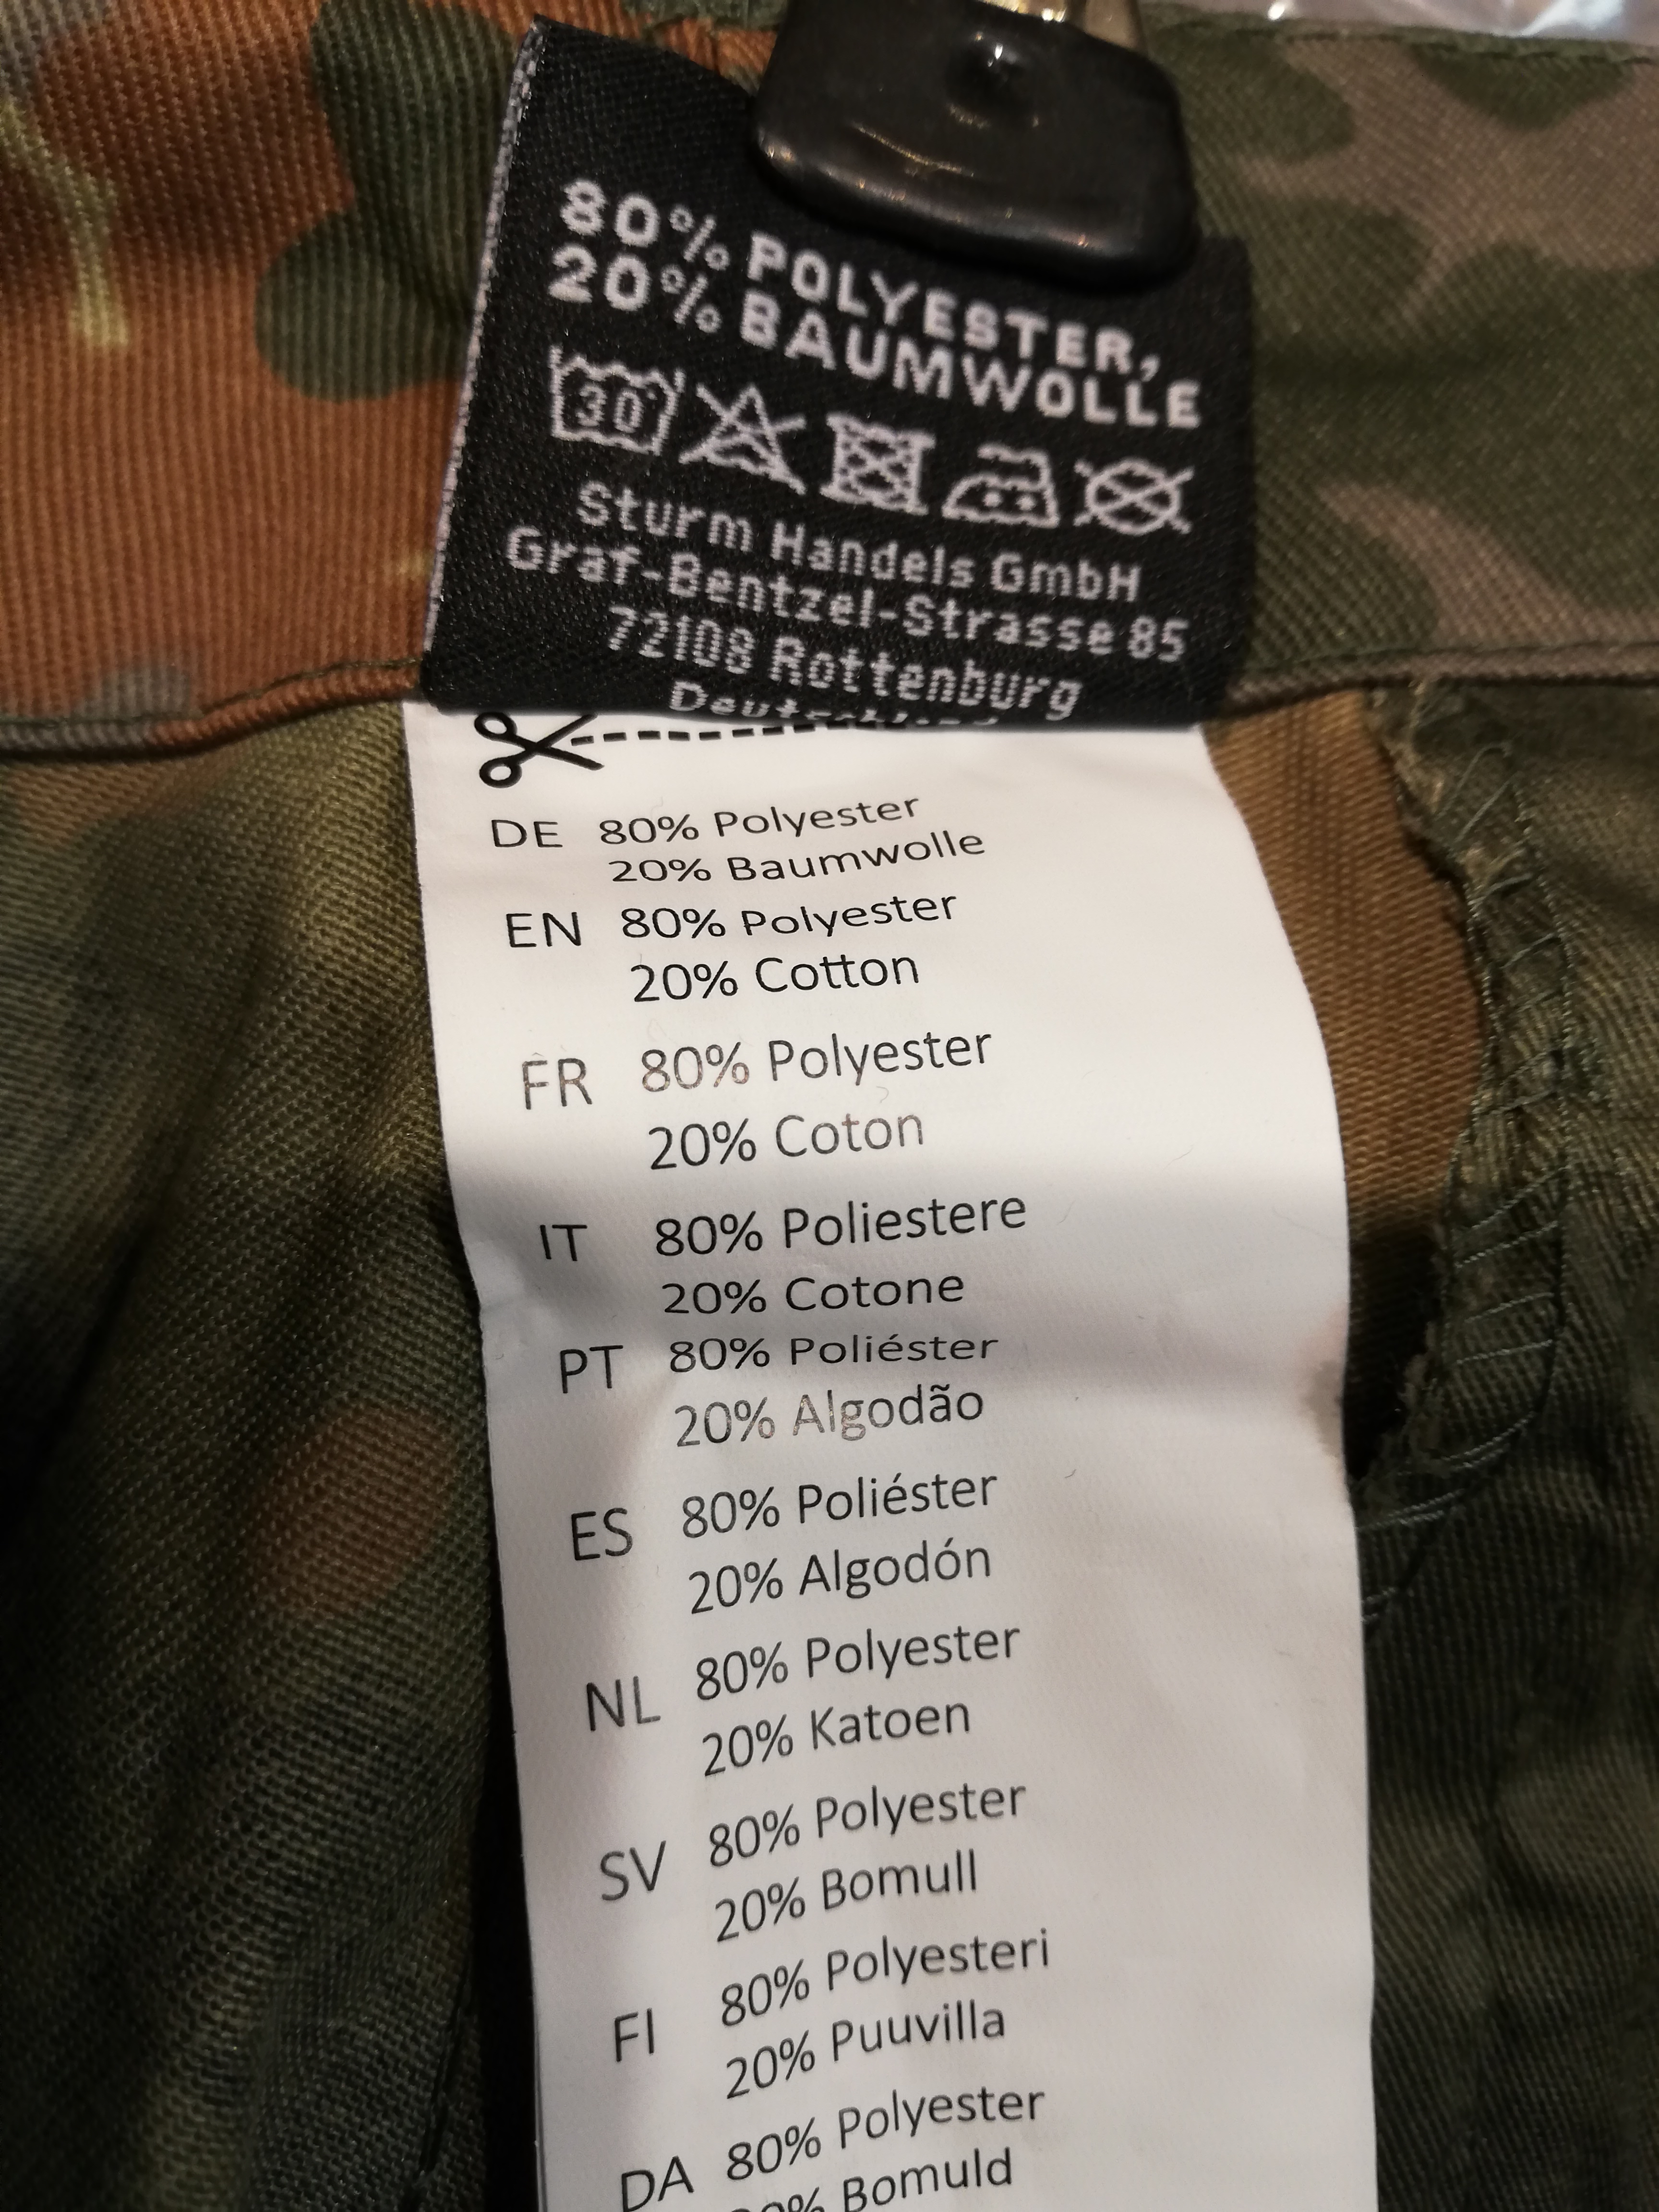 80% POLYESTER,
20% BAUMWOLLE
30°
Sturm Handels GmbH
Graf-Bentzel-Strasse 85
72108 Rottenburg
Deutschland
DE 80% Polyester
20% Baumwolle
EN 80% Polyester
20% Cotton
FR 80% Polyester
20% Coton
IT 80% Poliestere
20% Cotone
PT 80% Poliéster
20% Algodão
ES 80% Poliéster
20% Algodón
NL 80% Polyester
20% Katoen
SV 80% Polyester
20% Bomull
FI 80% Polyesteri
20% Puuvilla
DA 80% Polyester
20% Bomuld